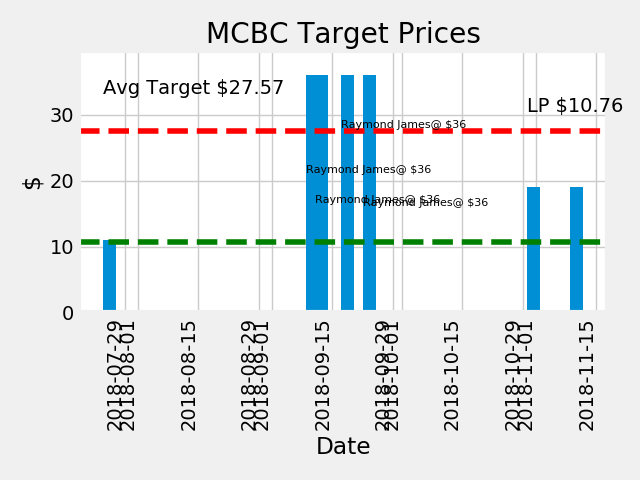 MCBC Target Prices
Avg Target $27.57
LP $10.76
Raymond James@ $36
Raymond James@ $36
Raymond James@ $36
Raymond James@ $36
$
30
20
10
0
2018-07-29
2018-08-01
2018-08-15
2018-08-29
2018-09-01
2018-09-15
2018-09-29
2018-10-01
2018-10-15
2018-10-29
2018-11-01
2018-11-15
Date